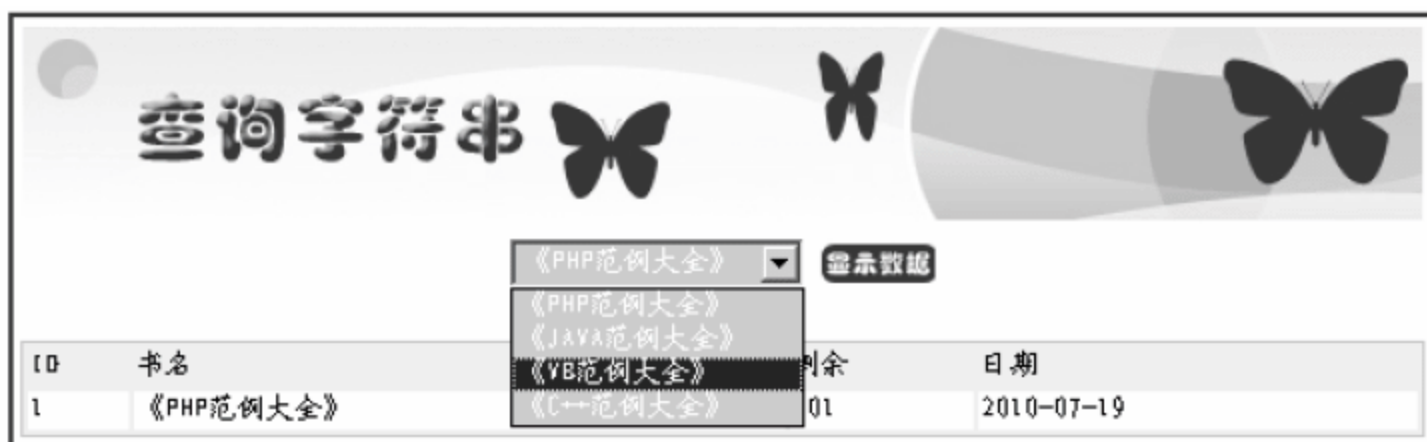 查询字符串
《PHP范例大全》 显示数据
《PHP范例大全》
《JAVA范例大全》
《VB范例大全》
《C++范例大全》
ID 书名 余 日期
1 《PHP范例大全》 01 2010-07-19